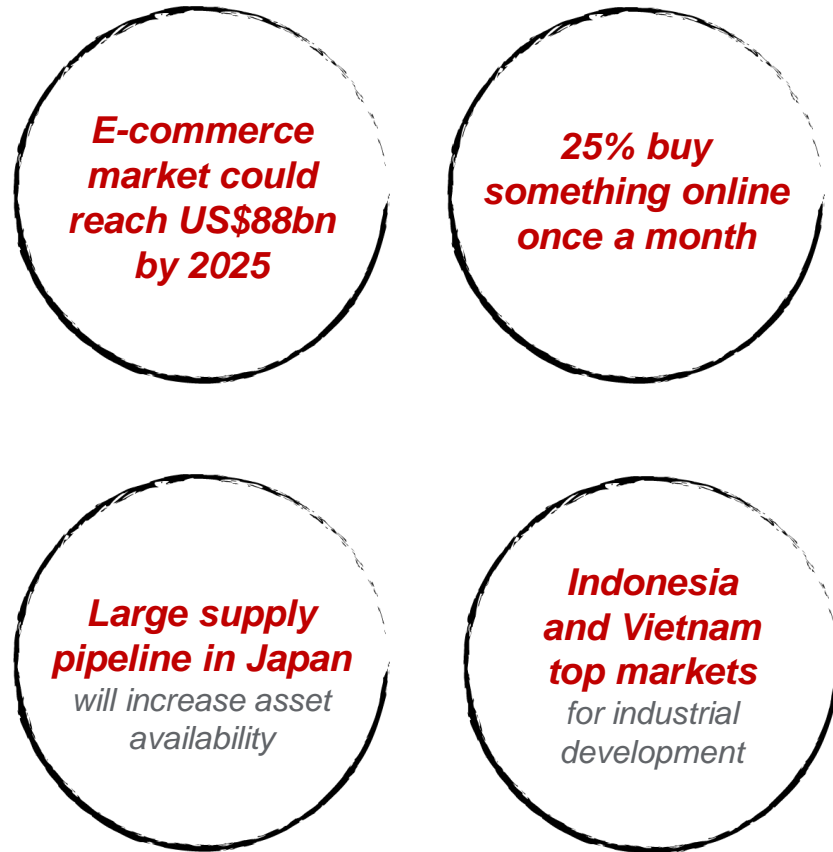 E-commerce
market could
reach US$88bn
by 2025
25% buy
something online
once a month
Large supply
pipeline in Japan
will increase asset
availability
Indonesia
and Vietnam
top markets
for industrial
development